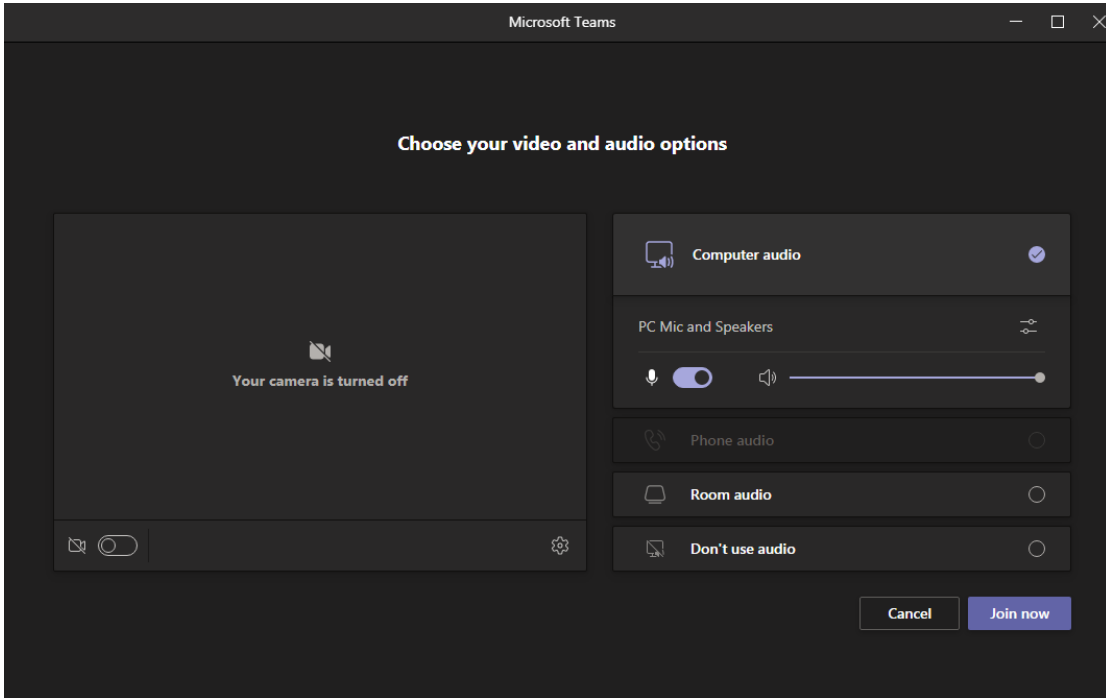 Microsoft Teams
Choose your video and audio options
Your camera is turned off
Computer audio
PC Mic and Speakers
Phone audio
Room audio
Don't use audio
Cancel
Join now